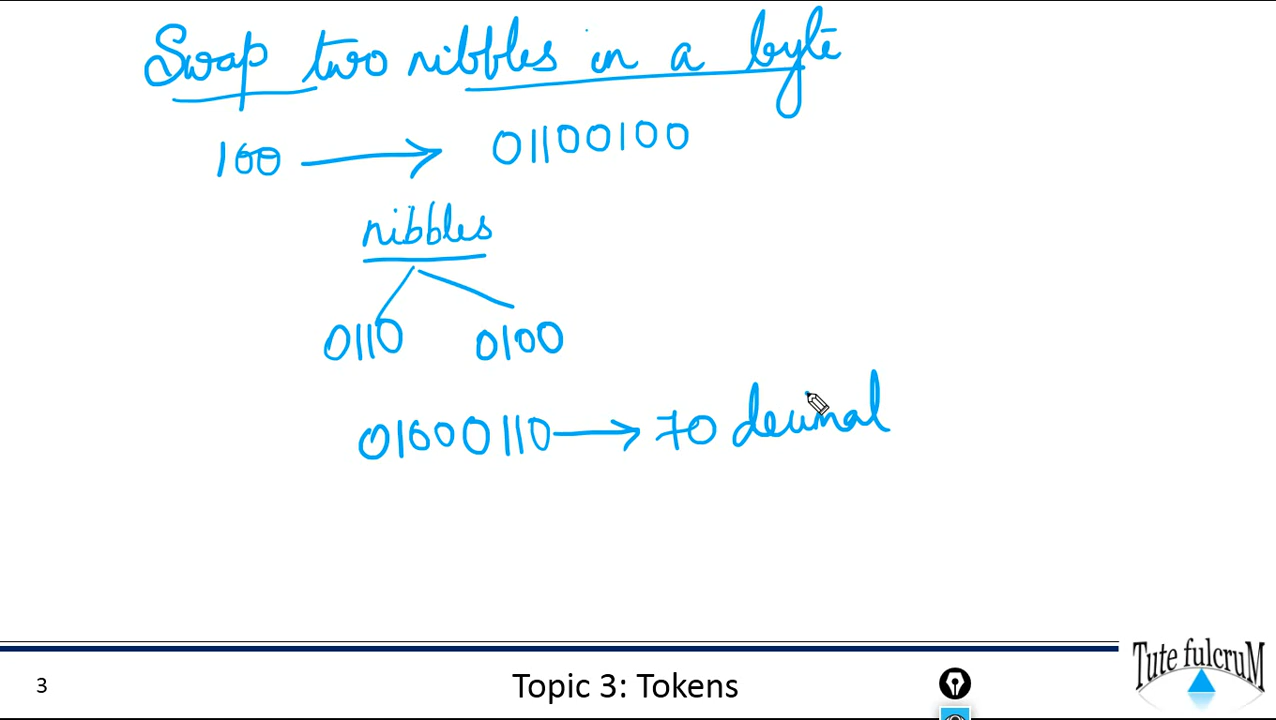 Swap two nibbles in a byte
100 → 01100100
nibbles
0110 0100
01000110 → 70 decimal
3 Topic 3: Tokens Tute fulcruM